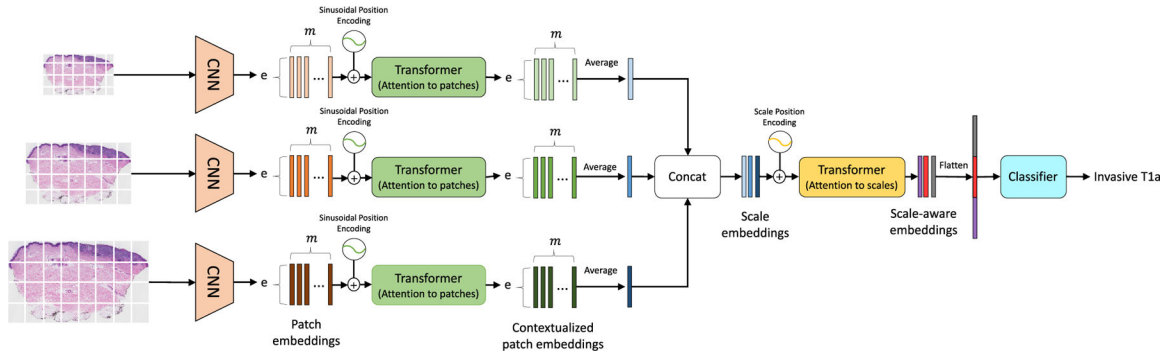 Sinusoidal Position
Encoding
m
m
CNN
e
Transformer
(Attention to patches)
e
Average
Sinusoidal Position
Encoding
m
m
CNN
e
Transformer
(Attention to patches)
e
Average
Sinusoidal Position
Encoding
m
m
CNN
e
Transformer
(Attention to patches)
e
Average
Patch
embeddings
Contextualized
patch embeddings
Concat
Scale
embeddings
Scale Position
Encoding
Transformer
(Attention to scales)
Scale-aware
embeddings
Flatten
Classifier
Invasive T1a